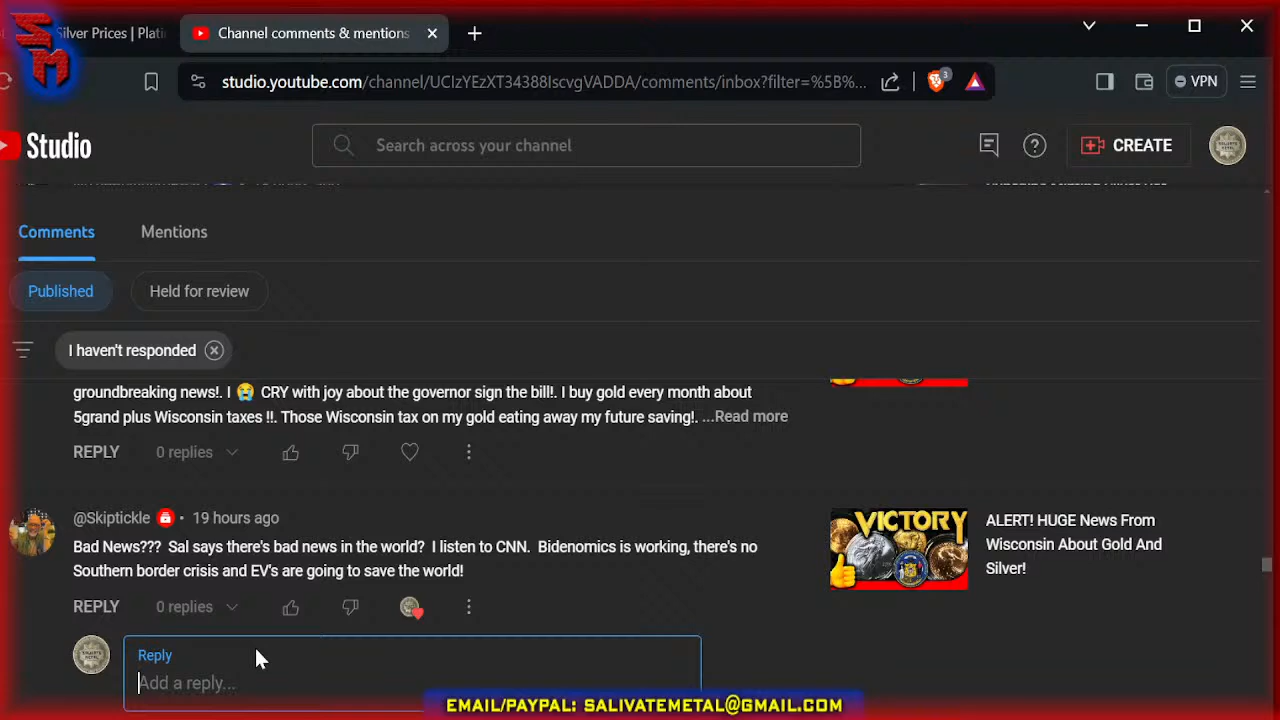 SM
Silver Prices | Plati
Channel comments & mentions
studio.youtube.com/channel/UCIzYEzXT34388IscvgVADDA/comments/inbox?filter=%5B%...
3
VPN
Studio
Search across your channel
CREATE
Comments
Mentions
Published
Held for review
I haven't responded
groundbreaking news!. I 😭 CRY with joy about the governor sign the bill!. I buy gold every month about
5grand plus Wisconsin taxes !!. Those Wisconsin tax on my gold eating away my future saving!. ...Read more
REPLY 0 replies
@Skiptickle • 19 hours ago
Bad News??? Sal says there's bad news in the world? I listen to CNN. Bidenomics is working, there's no
Southern border crisis and EV's are going to save the world!
VICTORY
ALERT! HUGE News From
Wisconsin About Gold And
Silver!
REPLY 0 replies
Reply
Add a reply...
EMAIL/PAYPAL: SALIVATEMETAL@GMAIL.COM